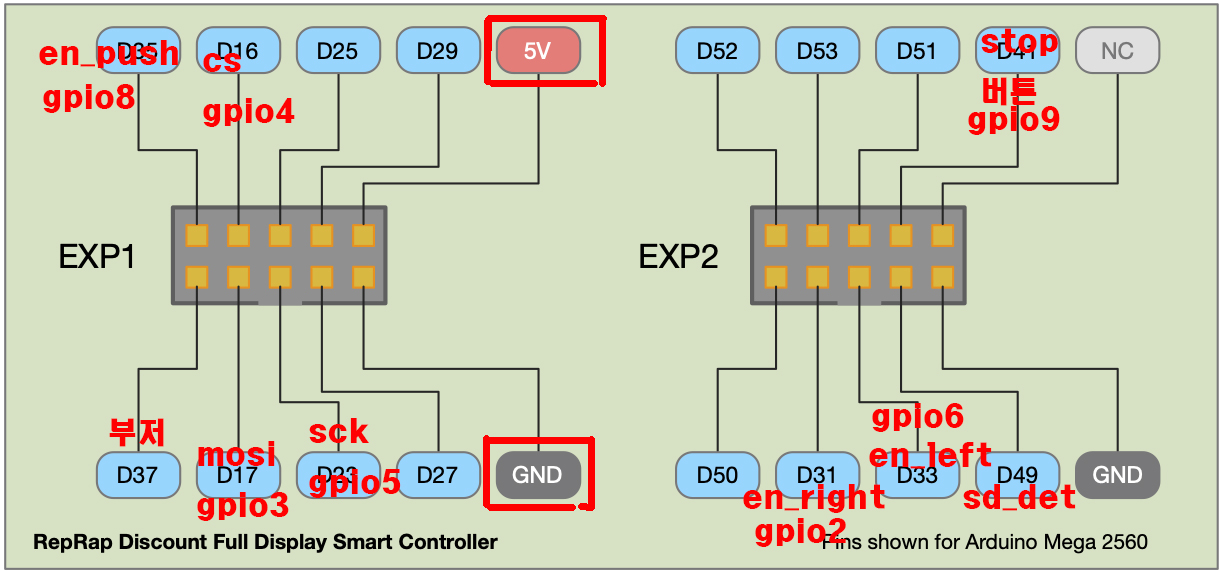 D35 D16 D25 D29 5V D52 D53 D51 D41 NC
en_push cs stop
gpio8 gpio4 버튼
gpio9
EXP1 EXP2
부저 sck gpio6
mosi en_left
D37 D17 D23 D27 GND D50 D31 D33 D49 GND
gpio3 gpio5 en_right sd_det
gpio2
RepRap Discount Full Display Smart Controller Pins shown for Arduino Mega 2560